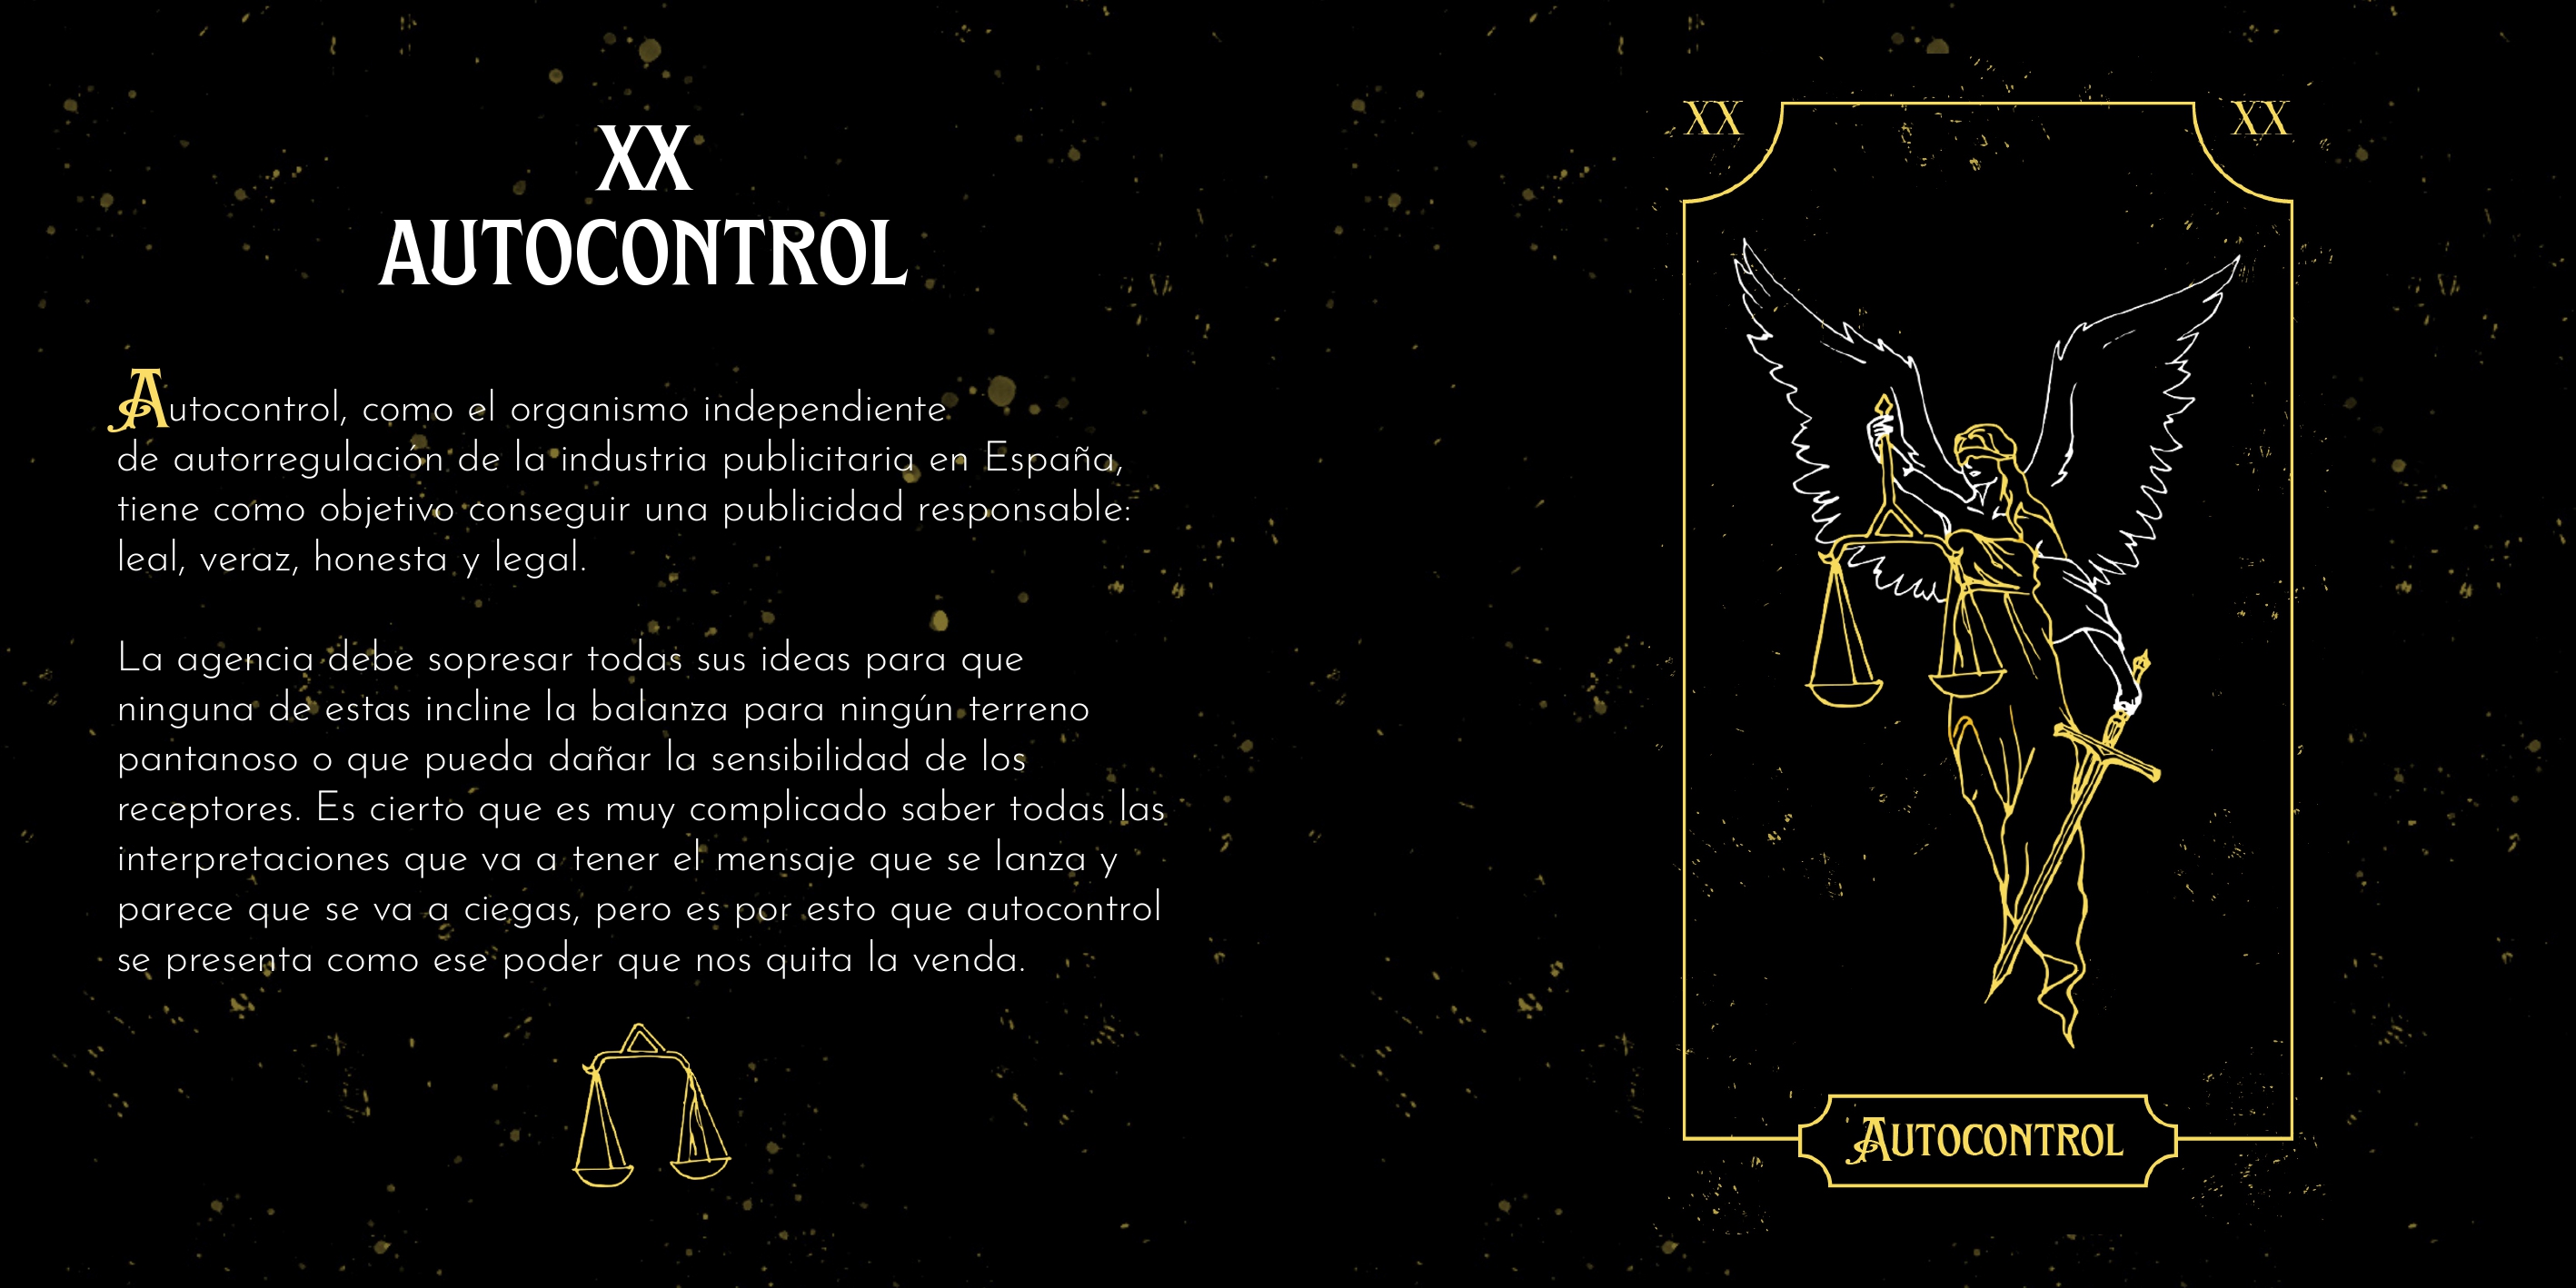 XX
AUTOCONTROL
Autocontrol, como el organismo independiente
de autorregulación de la industria publicitaria en España,
tiene como objetivo conseguir una publicidad responsable:
leal, veraz, honesta y legal.
La agencia debe sopresar todas sus ideas para que
ninguna de estas incline la balanza para ningún terreno
pantanoso o que pueda dañar la sensibilidad de los
receptores. Es cierto que es muy complicado saber todas las
interpretaciones que va a tener el mensaje que se lanza y
parece que se va a ciegas, pero es por esto que autocontrol
se presenta como ese poder que nos quita la venda.
XX XX
AUTOCONTROL